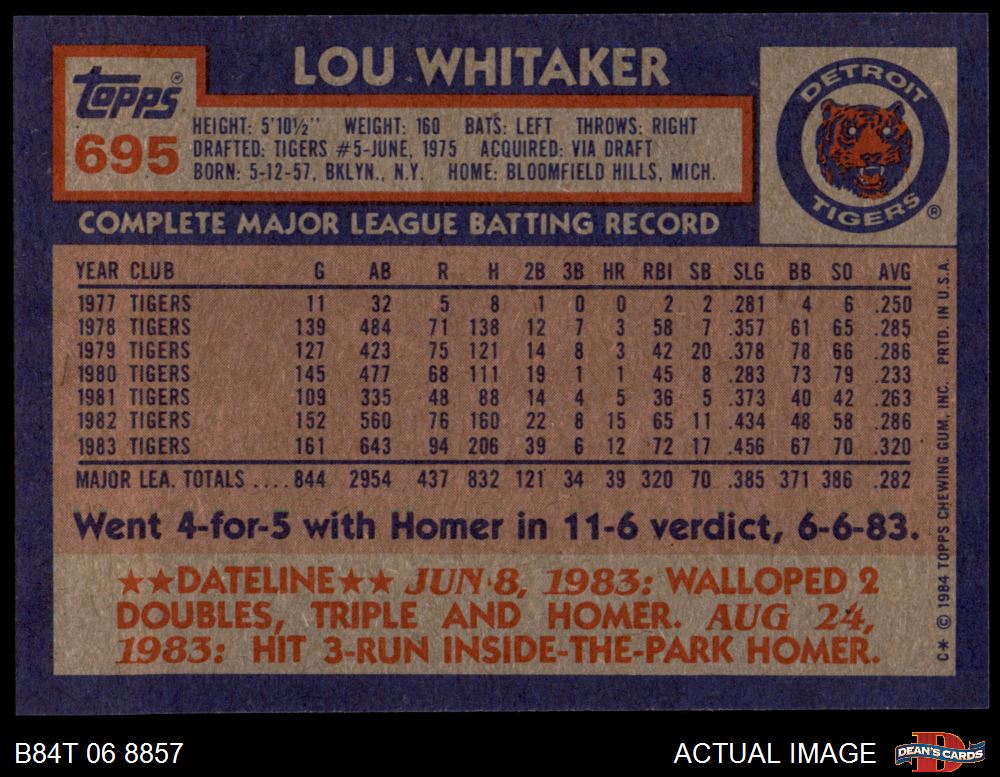 LOU WHITAKER
Topps®
695
HEIGHT: 5'10½" WEIGHT: 160 BATS: LEFT THROWS: RIGHT
DRAFTED: TIGERS #5-JUNE, 1975 ACQUIRED: VIA DRAFT
BORN: 5-12-57, BKLYN., N.Y. HOME: BLOOMFIELD HILLS, MICH.
DETROIT
TIGERS®
COMPLETE MAJOR LEAGUE BATTING RECORD
YEAR CLUB G AB R H 2B 3B HR RBI SB SLG BB SO AVG
1977 TIGERS 11 32 5 8 1 0 0 2 2 .281 4 6 .250
1978 TIGERS 139 484 71 138 12 7 3 58 7 .357 61 65 .285
1979 TIGERS 127 423 75 121 14 8 3 42 20 .378 78 66 .286
1980 TIGERS 145 477 68 111 19 1 1 45 8 .283 73 79 .233
1981 TIGERS 109 335 48 88 14 4 5 36 5 .373 40 42 .263
1982 TIGERS 152 560 76 160 22 8 15 65 11 .434 48 58 .286
1983 TIGERS 161 643 94 206 39 6 12 72 17 .456 67 70 .320
MAJOR LEA. TOTALS .... 844 2954 437 832 121 34 39 320 70 .385 371 386 .282
Went 4-for-5 with Homer in 11-6 verdict, 6-6-83.
★★DATELINE★★ JUN 8, 1983: WALLOPED 2
DOUBLES, TRIPLE AND HOMER. AUG 24,
1983: HIT 3-RUN INSIDE-THE-PARK HOMER.
C* © 1984 TOPPS CHEWING GUM, INC. PRTD. IN U.S.A.
B84T 06 8857
ACTUAL IMAGE
DEAN'S CARDS